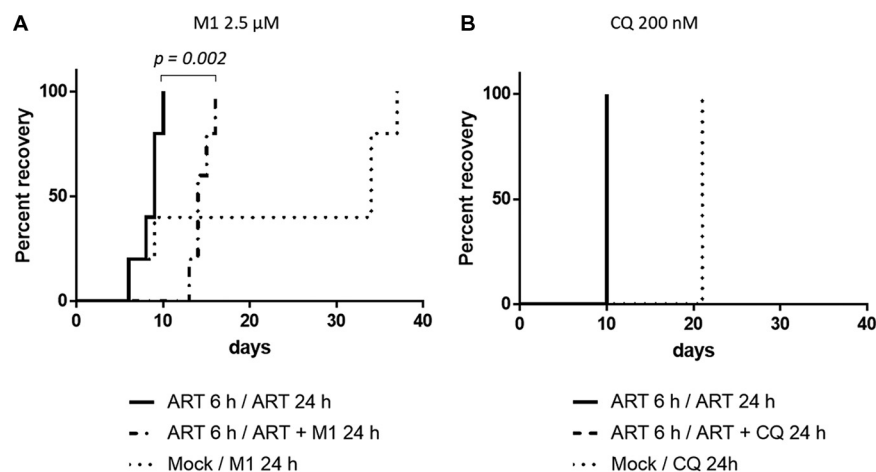 A
M1 2.5 µM
p = 0.002
Percent recovery
100
50
0
0 10 20 30 40
days
ART 6 h / ART 24 h
ART 6 h / ART + M1 24 h
Mock / M1 24 h
B
CQ 200 nM
Percent recovery
100
50
0
0 10 20 30 40
days
ART 6 h / ART 24 h
ART 6 h / ART + CQ 24 h
Mock / CQ 24h